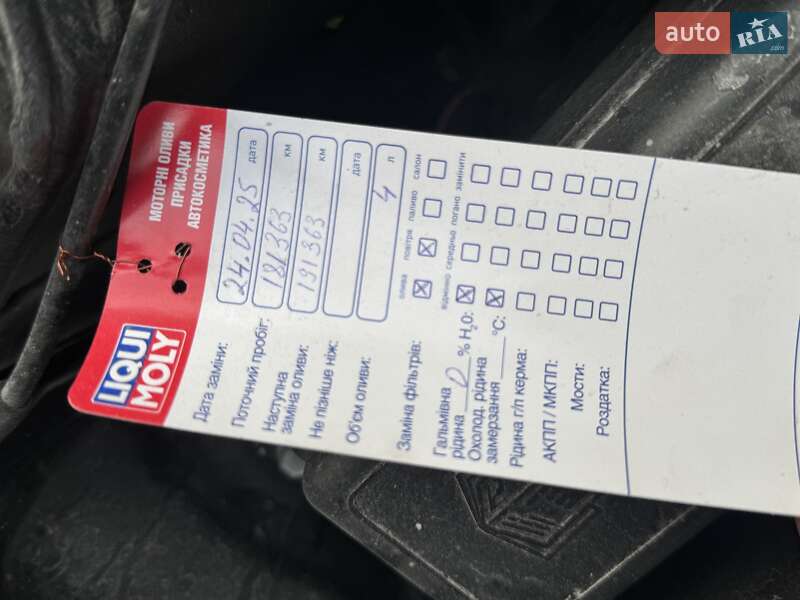 auto RIA .com
МОТОРНІ ОЛИВИ
ПРИСАДКИ
АВТОКОСМЕТИКА
LIQUI
MOLY
Дата заміни: 24.04.25 дата
Поточний пробіг: 181363 км
Наступна
заміна оливи: 191363 км
Не пізніше ніж: дата
Об'єм оливи: 4 л
олива повітря паливо салон
Заміна фільтрів:
відмінно середньо погано замінити
Гальмівна
рідина 0 % H₂O:
Охолод. рідина
замерзання °C:
Рідина г/п керма:
АКПП / МКПП:
Мости:
Роздатка: